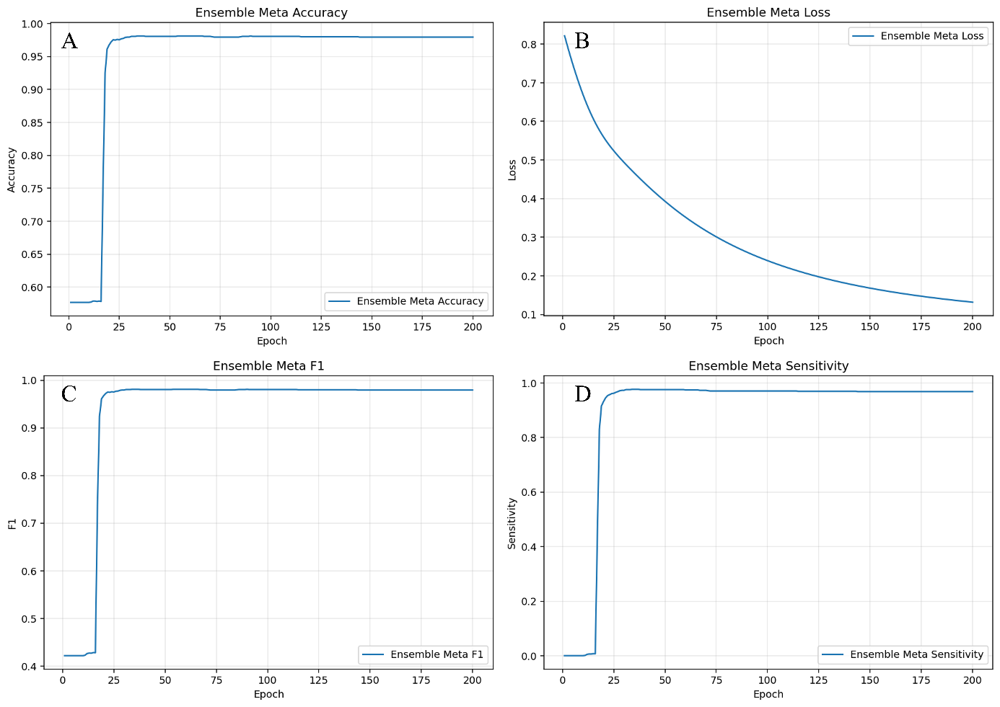 Ensemble Meta Accuracy
A
1.00
0.95
0.90
0.85
0.80
0.75
0.70
0.65
0.60
Accuracy
Ensemble Meta Accuracy
0 25 50 75 100 125 150 175 200
Epoch
Ensemble Meta Loss
B
Ensemble Meta Loss
0.8
0.7
0.6
0.5
0.4
0.3
0.2
0.1
Loss
0 25 50 75 100 125 150 175 200
Epoch
Ensemble Meta F1
C
1.0
0.9
0.8
0.7
0.6
0.5
0.4
F1
Ensemble Meta F1
0 25 50 75 100 125 150 175 200
Epoch
Ensemble Meta Sensitivity
D
1.0
0.8
0.6
0.4
0.2
0.0
Sensitivity
Ensemble Meta Sensitivity
0 25 50 75 100 125 150 175 200
Epoch